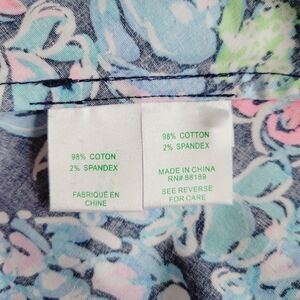 98% COTTON
2% SPANDEX
FABRIQUÉ EN
CHINE
98% COTTON
2% SPANDEX
MADE IN CHINA
RN# 88189
SEE REVERSE
FOR CARE